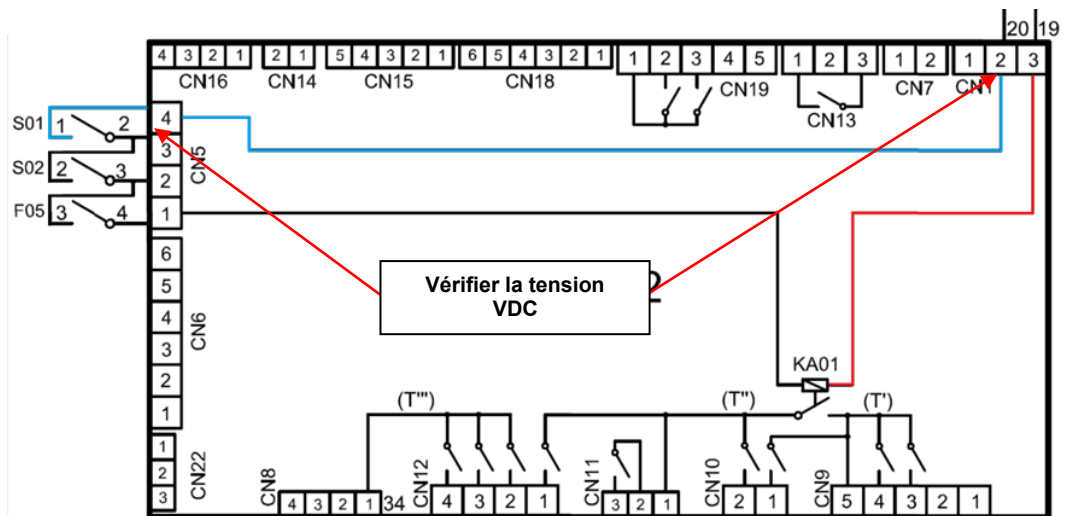 20 19
4 3 2 1 2 1 5 4 3 2 1 6 5 4 3 2 1 1 2 3 4 5 1 2 3 1 2 1 2 3
CN16 CN14 CN15 CN18 CN19 CN13 CN7 CN1
S01 1 2 4
S02 2 3 3
CN5
2
F05 3 4 1
6
5
4
CN6
3
2
1
Vérifier la tension
VDC
2
KA01
(T''') (T'') (T')
1
2
3
CN22
CN8 4 3 2 1 34
CN12 4 3 2 1
CN11 3 2 1
CN10 2 1
CN9 5 4 3 2 1